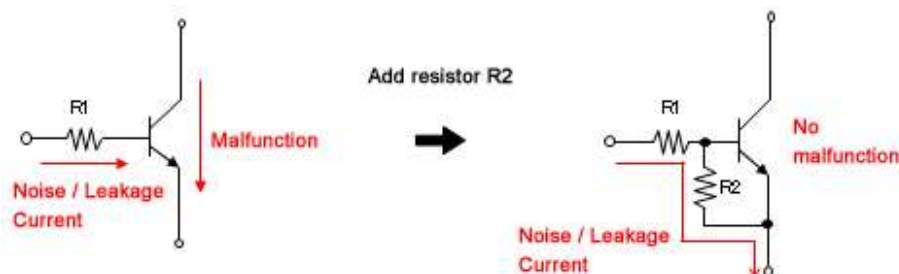 R1
Malfunction
Noise / Leakage
Current
Add resistor R2
R1
R2
No
malfunction
Noise / Leakage
Current